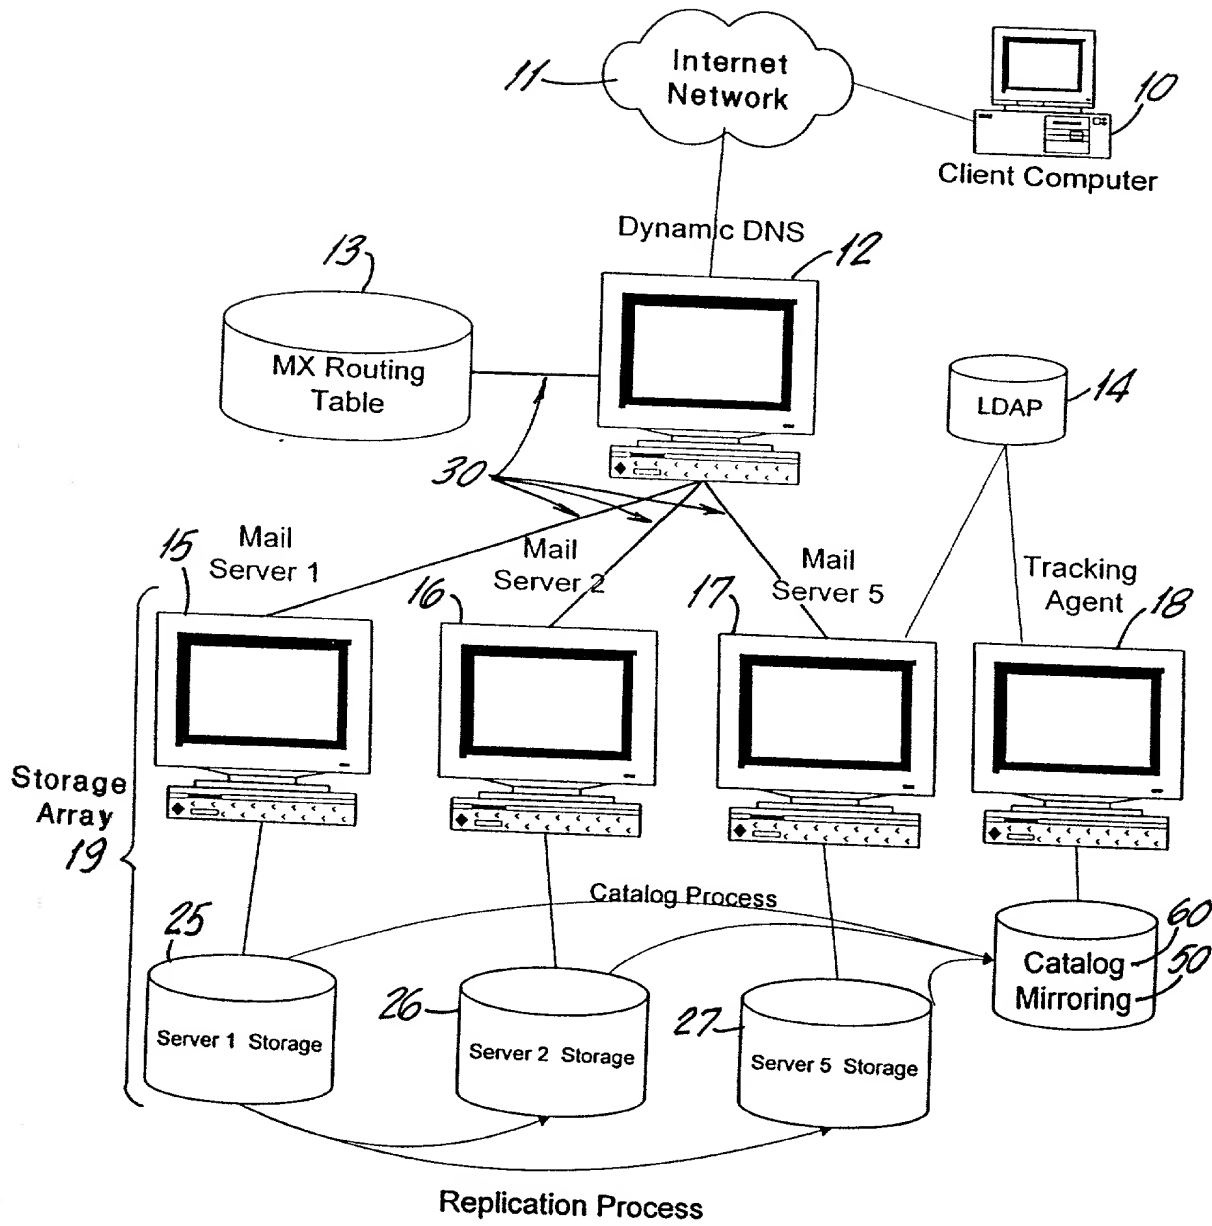 Internet
Network
11
10
Client Computer
Dynamic DNS
12
13
MX Routing
Table
14
LDAP
30
15
Mail
Server 1
16
Mail
Server 2
17
Mail
Server 5
Tracking
Agent
18
Storage
Array
19
Catalog Process
25
Server 1 Storage
26
Server 2 Storage
27
Server 5 Storage
60
Catalog
50
Mirroring
Replication Process